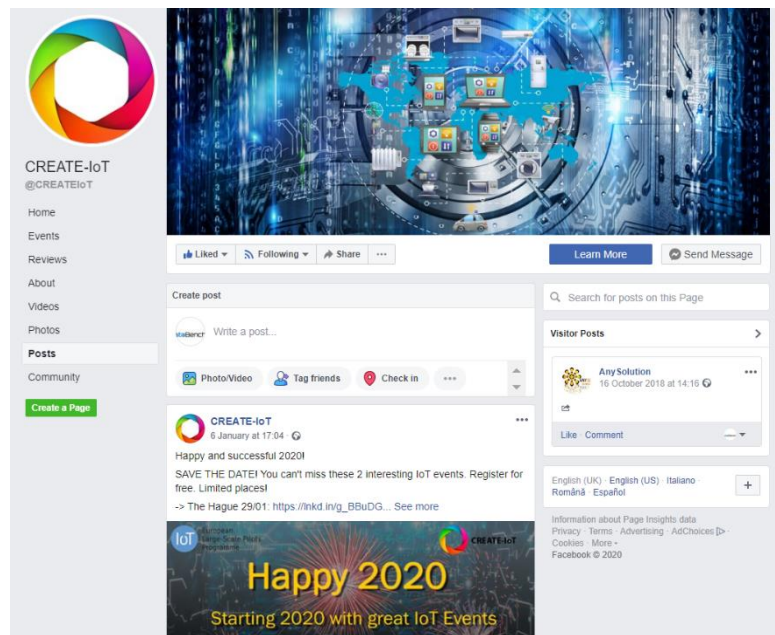 CREATE-IoT
@CREATEIoT
Home
Events
Reviews
About
Videos
Photos
Posts
Community
Create a Page
Liked
Following
Share
...
Learn More
Send Message
Create post
Write a post...
Photo/Video
Tag friends
Check in
...
CREATE-IoT
6 January at 17:04
Happy and successful 2020!
SAVE THE DATE! You can't miss these 2 interesting IoT events. Register for
free. Limited places!
-> The Hague 29/01: https://lnkd.in/g_BBuDG... See more
IoT European
Large-Scale Pilots
Programme
CREATE-IoT
Happy 2020
Starting 2020 with great IoT Events
Search for posts on this Page
Visitor Posts
AnySolution
16 October 2018 at 14:16
Like · Comment
English (UK) · English (US) · Italiano ·
Română · Español
Information about Page Insights data
Privacy · Terms · Advertising · AdChoices ·
Cookies · More
Facebook © 2020